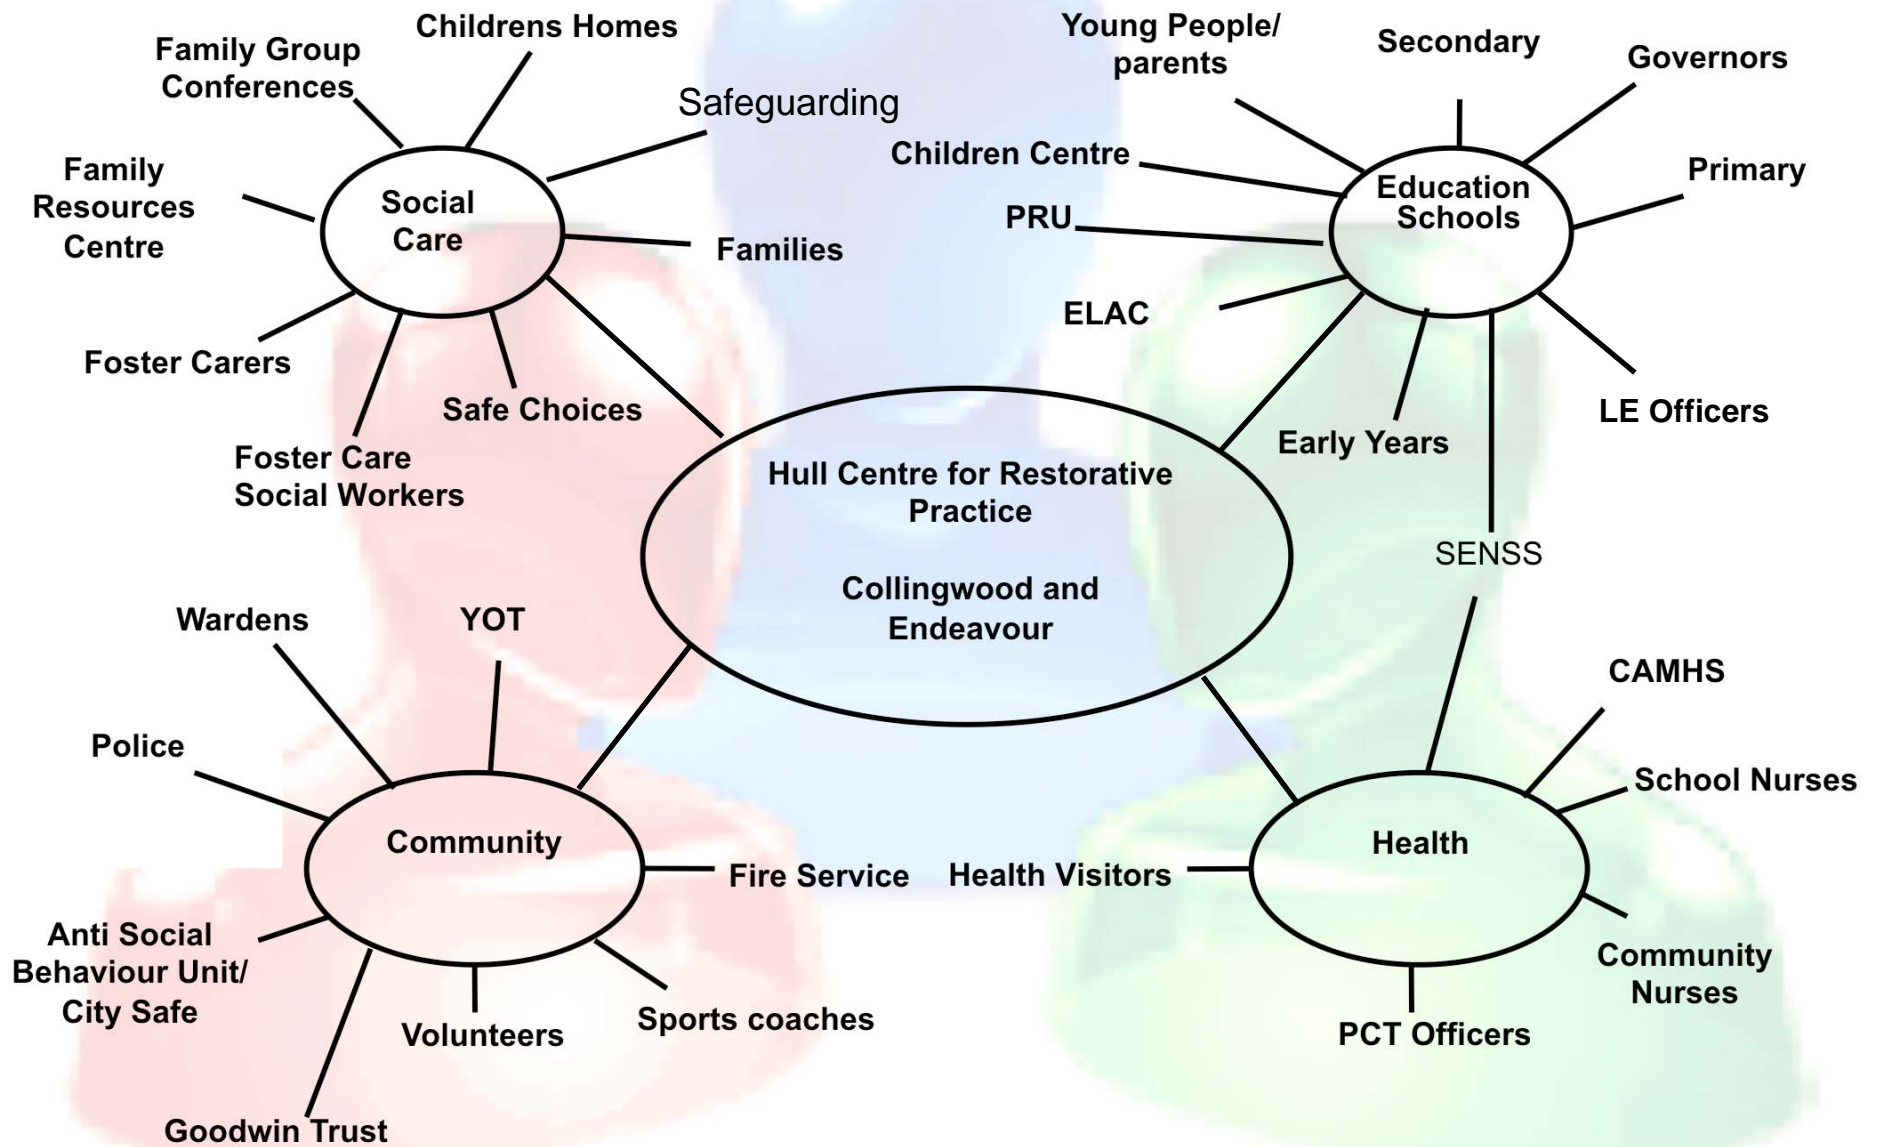 Childrens Homes
Family Group
Conferences
Safeguarding
Family
Resources
Centre
Social
Care
Families
Foster Carers
Safe Choices
Foster Care
Social Workers
Young People/
parents
Secondary
Governors
Children Centre
Primary
PRU
Education
Schools
ELAC
LE Officers
Early Years
SENSS
Hull Centre for Restorative
Practice
Collingwood and
Endeavour
Wardens
YOT
Police
Community
Fire Service
Anti Social
Behaviour Unit/
City Safe
Volunteers
Sports coaches
Goodwin Trust
CAMHS
School Nurses
Health
Health Visitors
Community
Nurses
PCT Officers